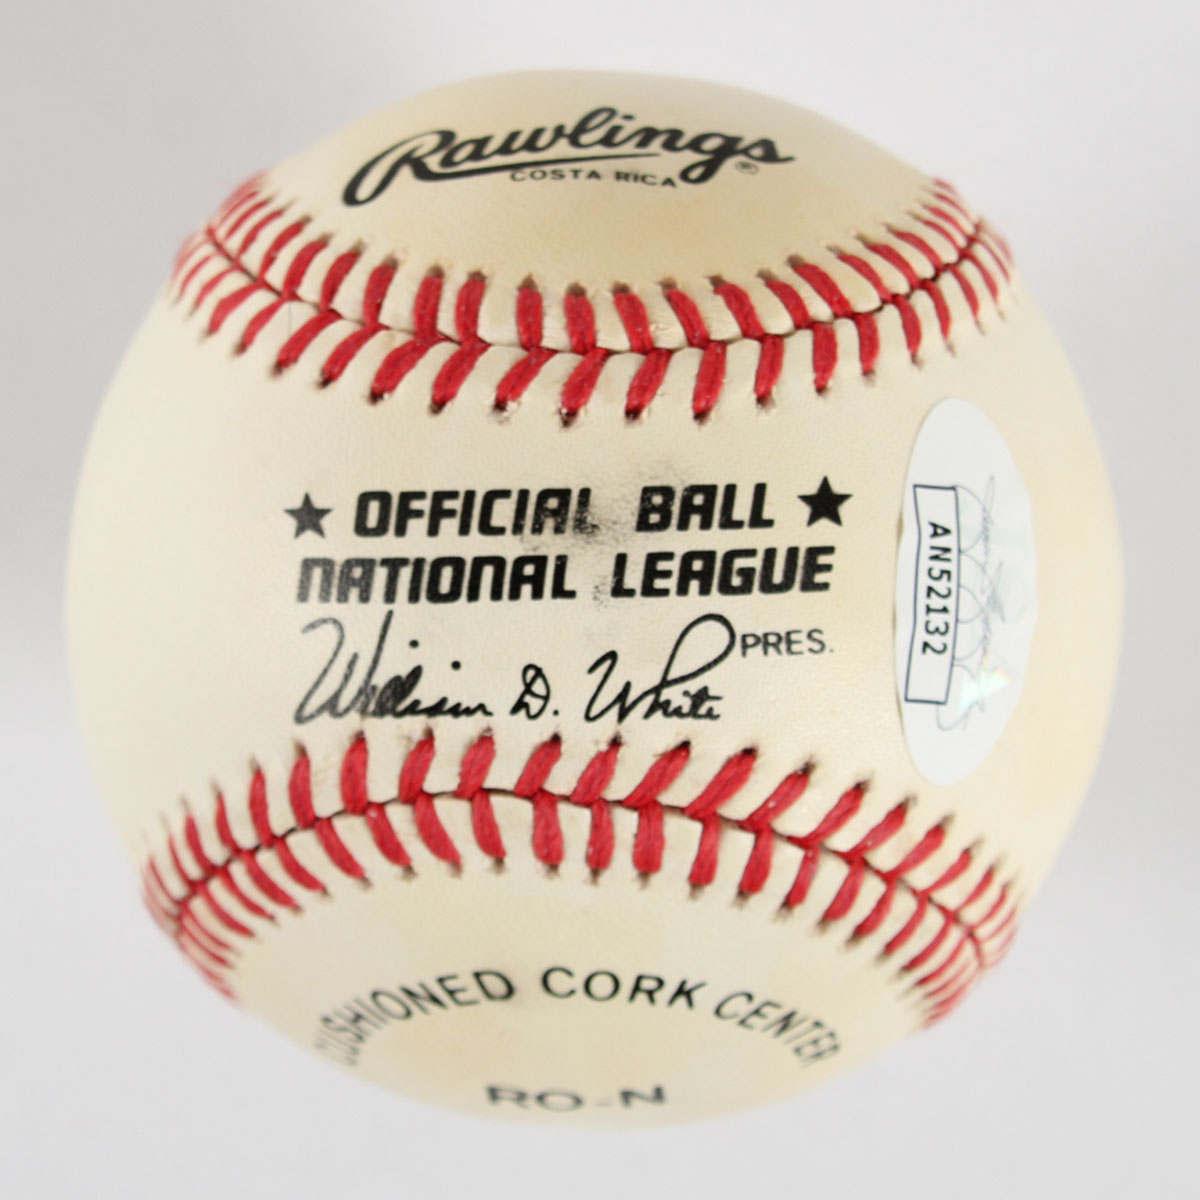 Rawlings®
COSTA RICA
★ OFFICIAL BALL ★
NATIONAL LEAGUE
William D. White PRES.
AN52132
CUSHIONED CORK CENTER
RO-N